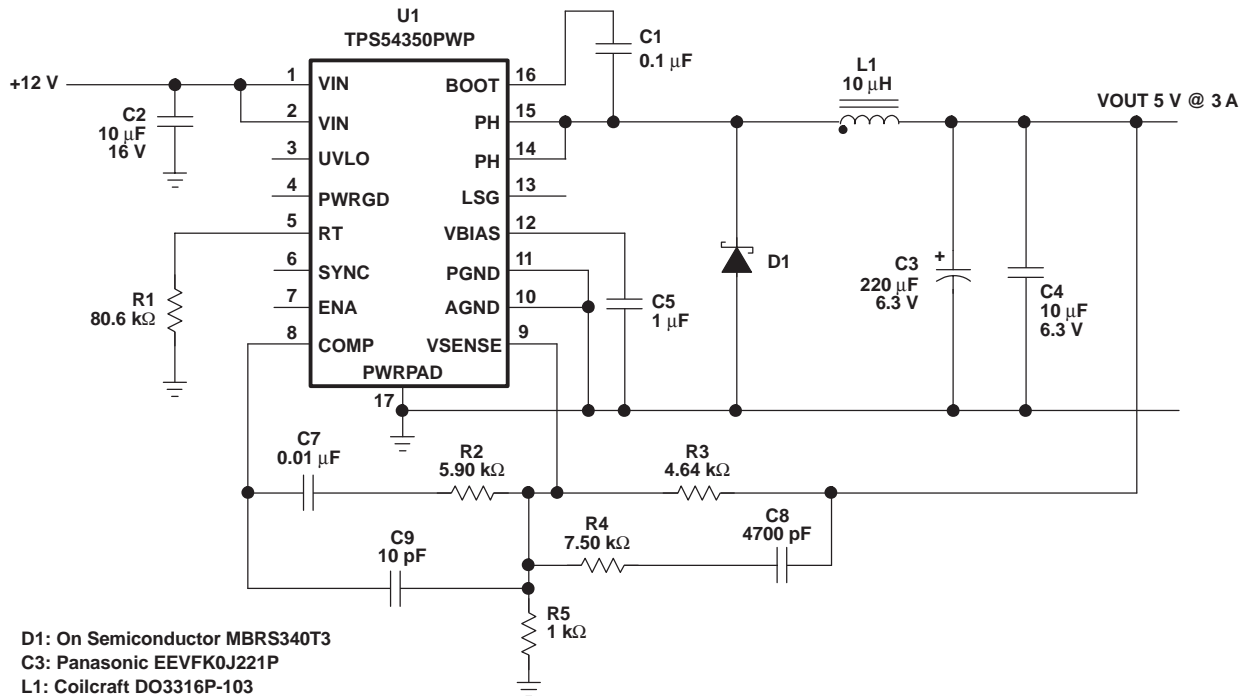 U1
TPS54350PWP
+12 V
C2
10 μF
16 V
1 VIN
2 VIN
3 UVLO
4 PWRGD
5 RT
6 SYNC
7 ENA
8 COMP
16 BOOT
15 PH
14 PH
13 LSG
12 VBIAS
11 PGND
10 AGND
9 VSENSE
PWRPAD
17
C1
0.1 μF
L1
10 μH
VOUT 5 V @ 3 A
R1
80.6 kΩ
C5
1 μF
D1
C3
220 μF
6.3 V
+
C4
10 μF
6.3 V
C7
0.01 μF
R2
5.90 kΩ
R3
4.64 kΩ
C9
10 pF
R4
7.50 kΩ
C8
4700 pF
R5
1 kΩ
D1: On Semiconductor MBRS340T3
C3: Panasonic EEVFK0J221P
L1: Coilcraft DO3316P-103